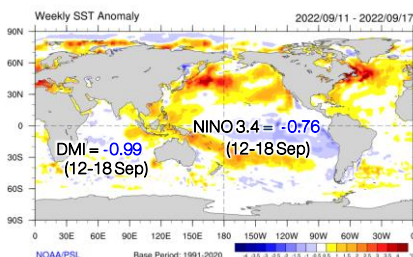 Weekly SST Anomaly 2022/09/11 - 2022/09/17
90N
60N
30N
0
30S
60S
90S
NINO 3.4 = -0.76
(12-18 Sep)
DMI = -0.99
(12-18 Sep)
0 30E 60E 90E 120E 150E 180 150W 120W 90W 60W 30W 0
NOAA/PSL Base Period: 1991-2020